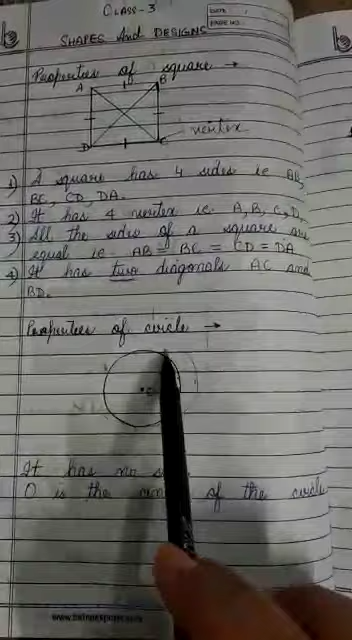 CLASS-3
DATE
PAGE NO.
SHAPES And DESIGNS
Properties of square →
A B
vertex
D C
1) A square has 4 sides ie AB,
BC, CD, DA.
2) It has 4 vertex ie A, B, C, D.
3) All the sides of a square are
equal ie AB = BC = CD = DA
4) It has two diagonals AC and
BD.
Properties of circle →
It has no
O is the of the circle